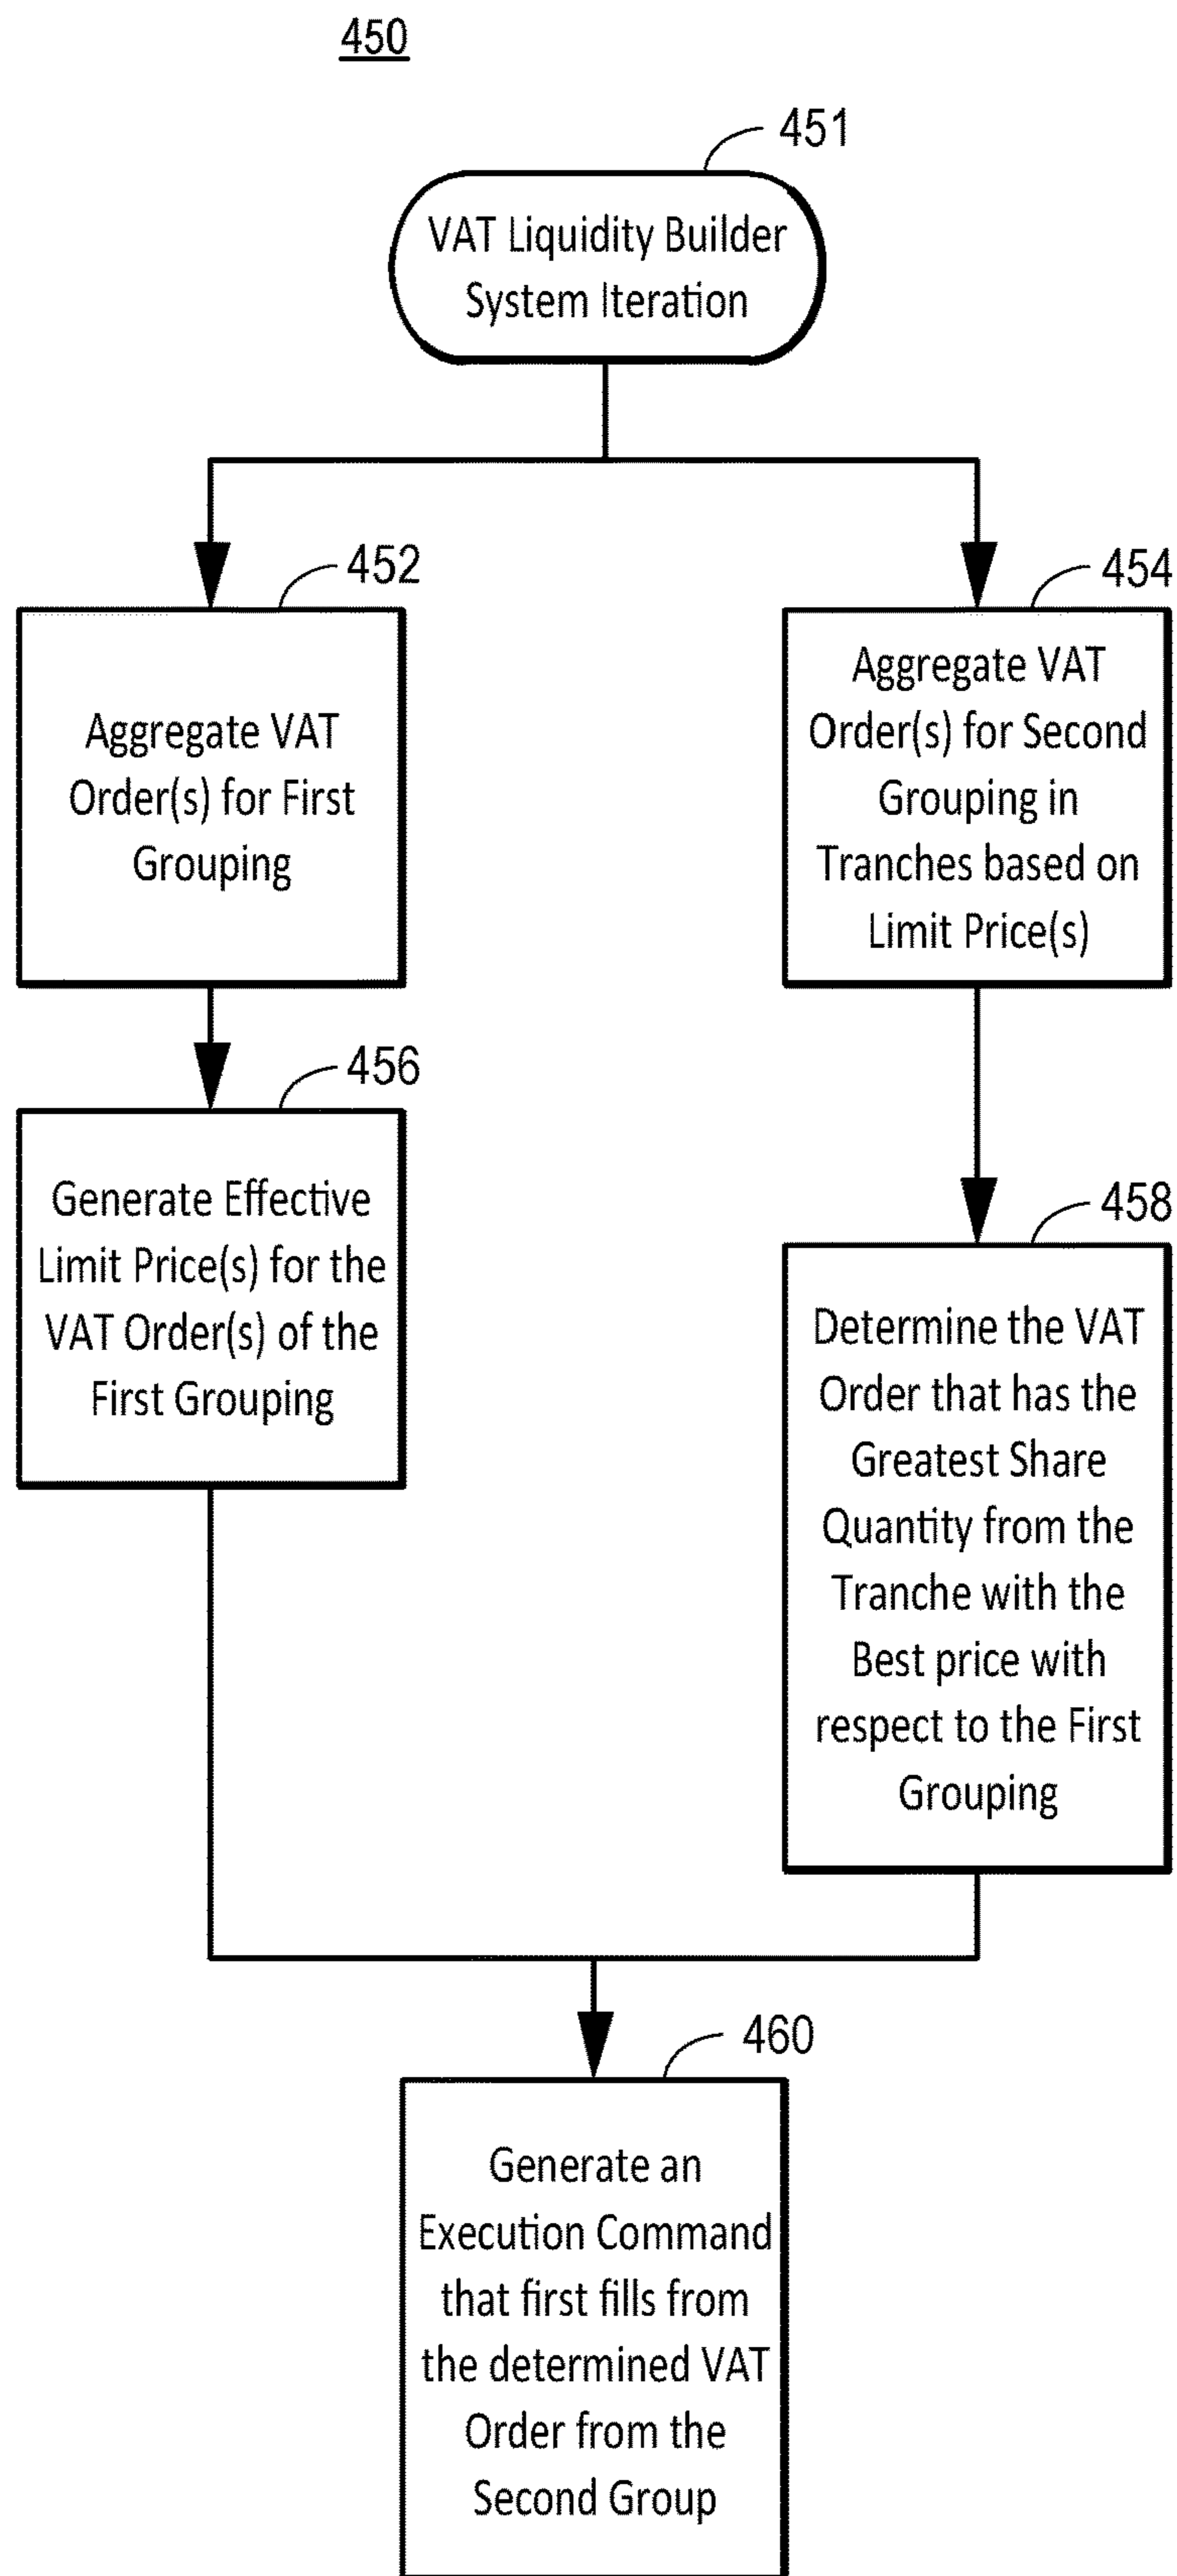 450
451
VAT Liquidity Builder
System Iteration
452
Aggregate VAT
Order(s) for First
Grouping
454
Aggregate VAT
Order(s) for Second
Grouping in
Tranches based on
Limit Price(s)
456
Generate Effective
Limit Price(s) for the
VAT Order(s) of the
First Grouping
458
Determine the VAT
Order that has the
Greatest Share
Quantity from the
Tranche with the
Best price with
respect to the First
Grouping
460
Generate an
Execution Command
that first fills from
the determined VAT
Order from the
Second Group